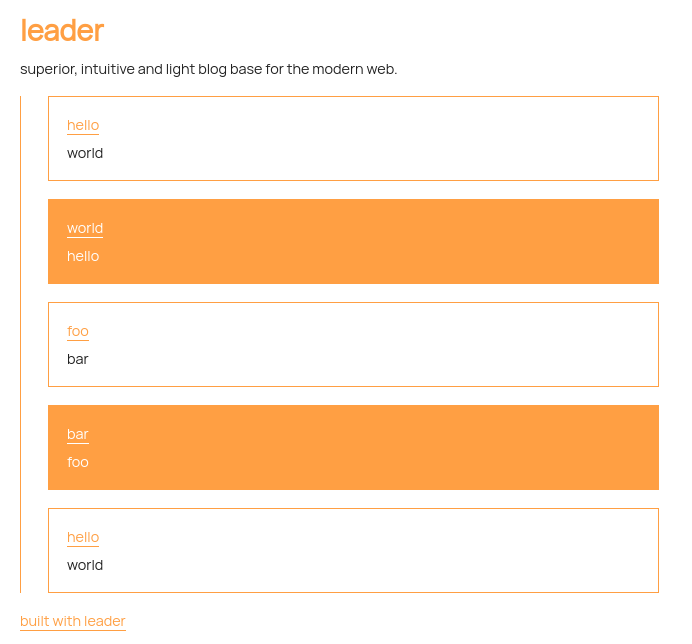 leader
superior, intuitive and light blog base for the modern web.
hello
world
world
hello
foo
bar
bar
foo
hello
world
built with leader